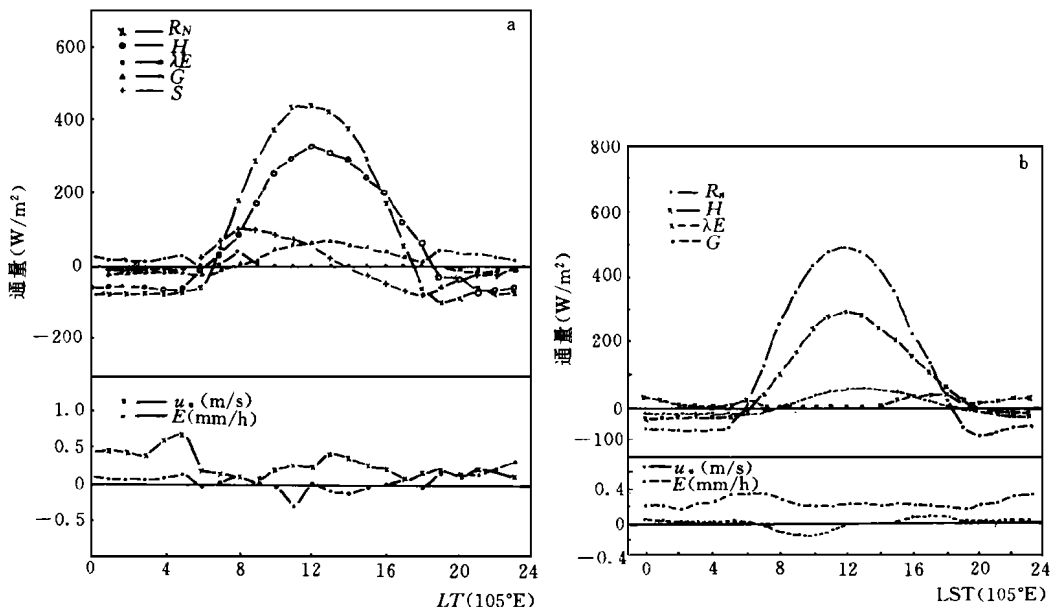 a
600
400
200
0
−200
通量(W/m²)
R_N
H
λE
G
S
u*(m/s)
E(mm/h)
1.0
0.5
0
−0.5
0 4 8 12 16 20 24
LT(105°E)
b
800
600
400
200
0
−100
通量(W/m²)
R_n
H
λE
G
u*(m/s)
E(mm/h)
0.4
0
−0.4
0 4 8 12 16 20 24
LST(105°E)